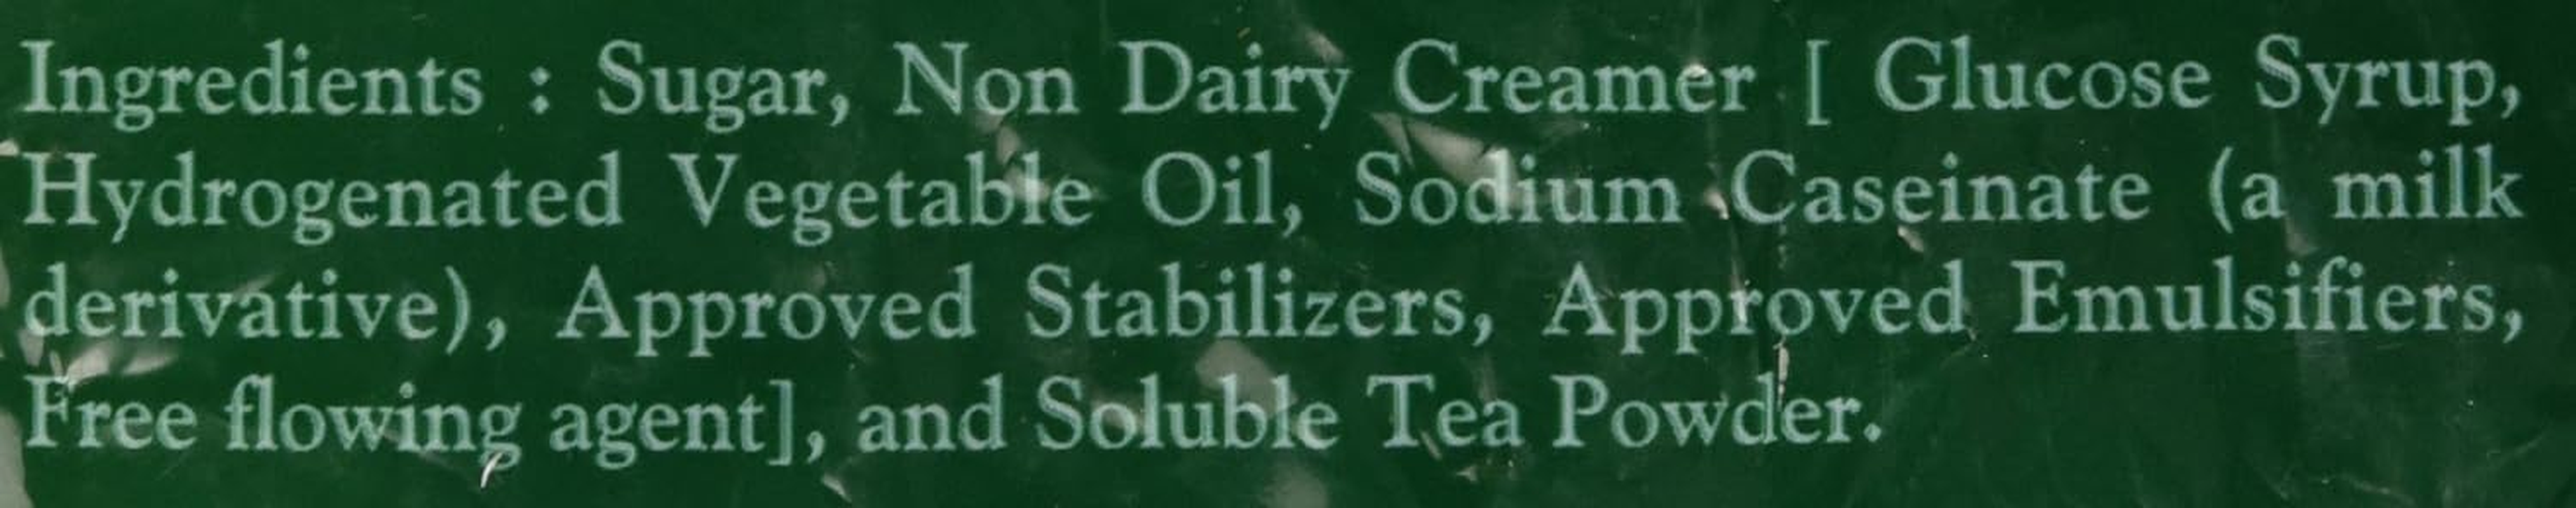 Ingredients : Sugar, Non Dairy Creamer [ Glucose Syrup,
Hydrogenated Vegetable Oil, Sodium Caseinate (a milk
derivative), Approved Stabilizers, Approved Emulsifiers,
Free flowing agent], and Soluble Tea Powder.